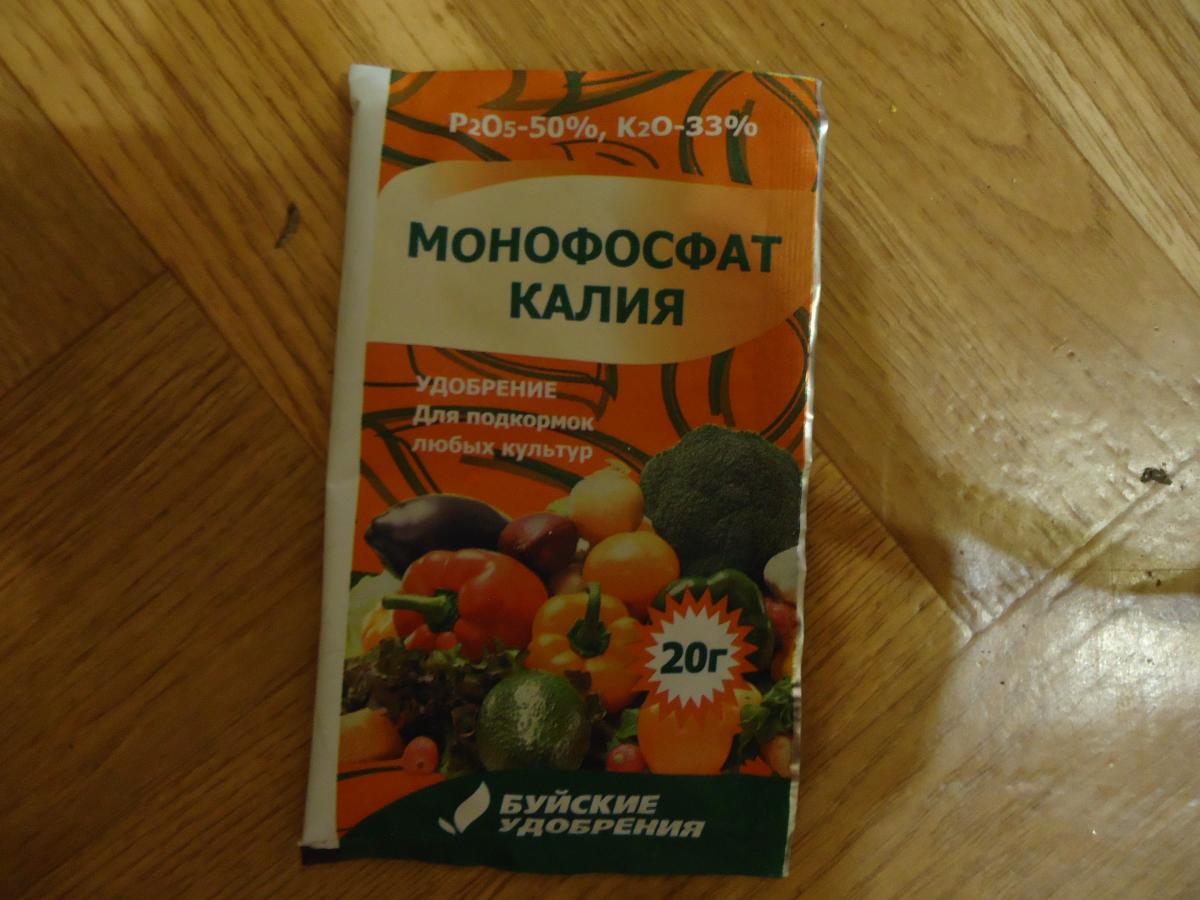 P2O5-50%, K2O-33%
МОНОФОСФАТ
КАЛИЯ
УДОБРЕНИЕ
Для подкормок
любых культур
20г
БУЙСКИЕ
УДОБРЕНИЯ